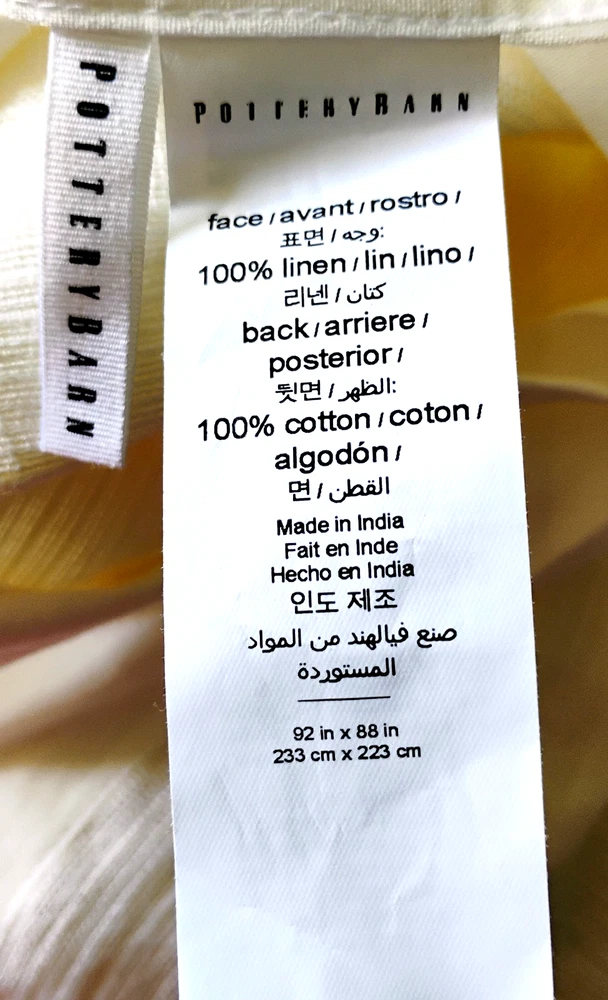 POTTERYBARN
POTTERYBARN
face / avant / rostro /
표면 / وجه:
100% linen / lin / lino /
리넨 / كتان
back / arriere /
posterior /
뒷면 / الظهر:
100% cotton / coton /
algodón /
면 / القطن
Made in India
Fait en Inde
Hecho en India
인도 제조
صنع فيالهند من المواد
المستوردة
92 in x 88 in
233 cm x 223 cm